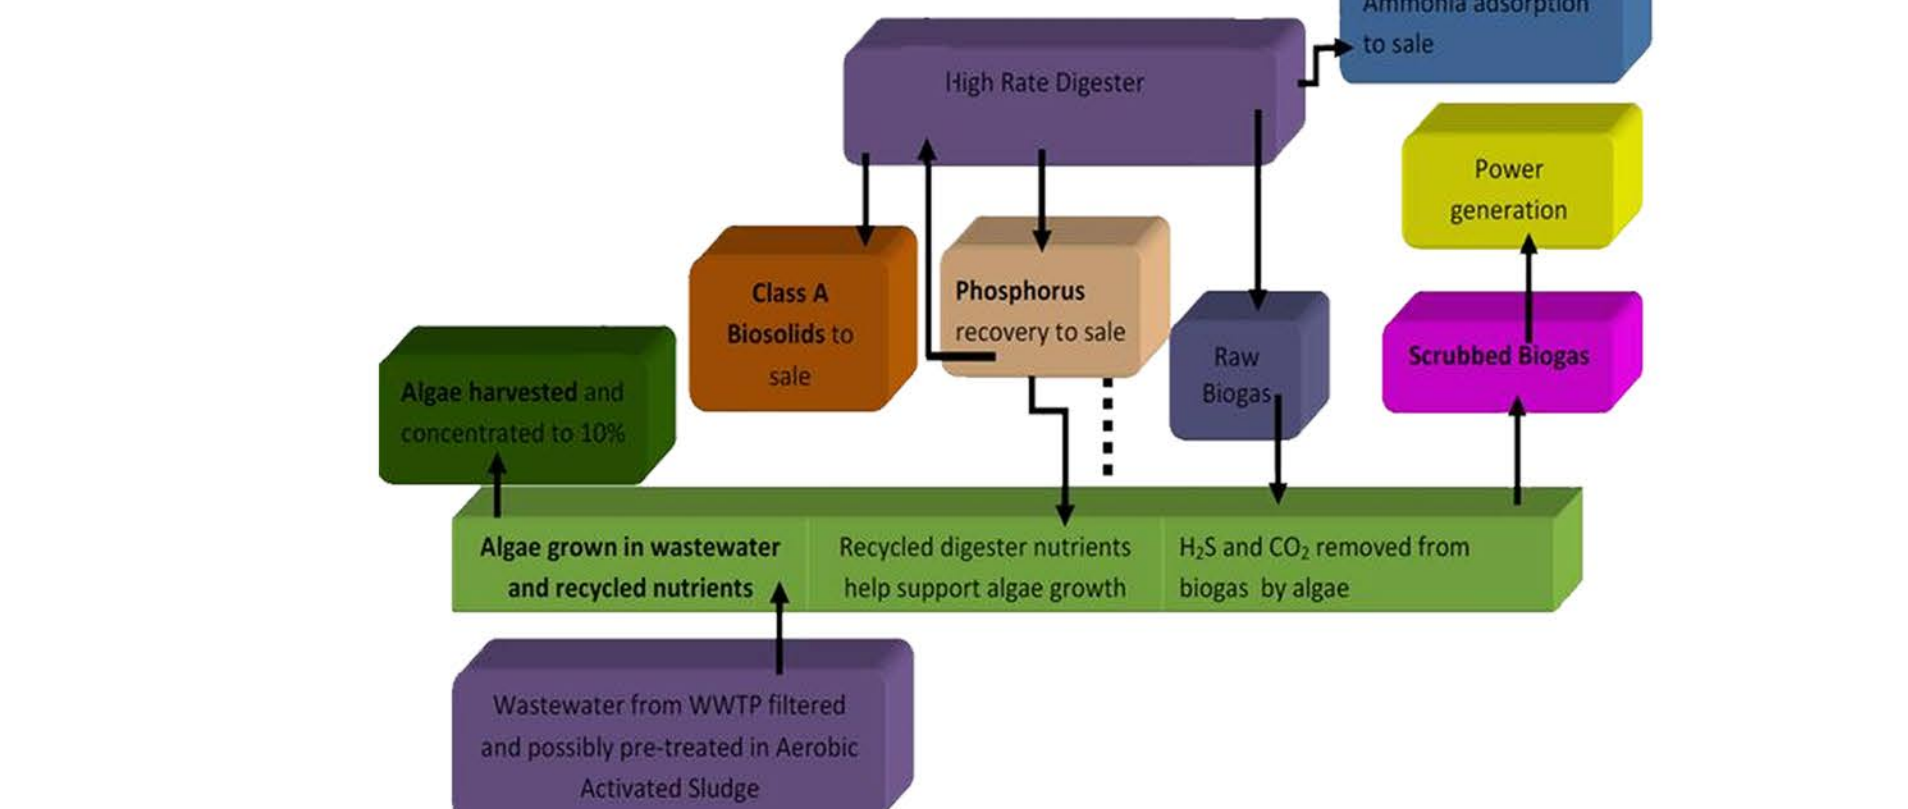 Ammonia adsorption
to sale
High Rate Digester
Power
generation
Class A
Biosolids to
sale
Phosphorus
recovery to sale
Raw
Biogas
Scrubbed Biogas
Algae harvested and
concentrated to 10%
Algae grown in wastewater
and recycled nutrients
Recycled digester nutrients
help support algae growth
H₂S and CO₂ removed from
biogas by algae
Wastewater from WWTP filtered
and possibly pre-treated in Aerobic
Activated Sludge